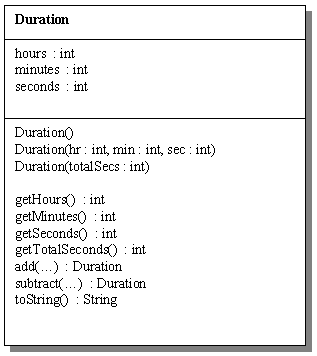 Duration
hours : int
minutes : int
seconds : int
Duration()
Duration(hr : int, min : int, sec : int)
Duration(totalSecs : int)
getHours() : int
getMinutes() : int
getSeconds() : int
getTotalSeconds() : int
add(…) : Duration
subtract(…) : Duration
toString() : String